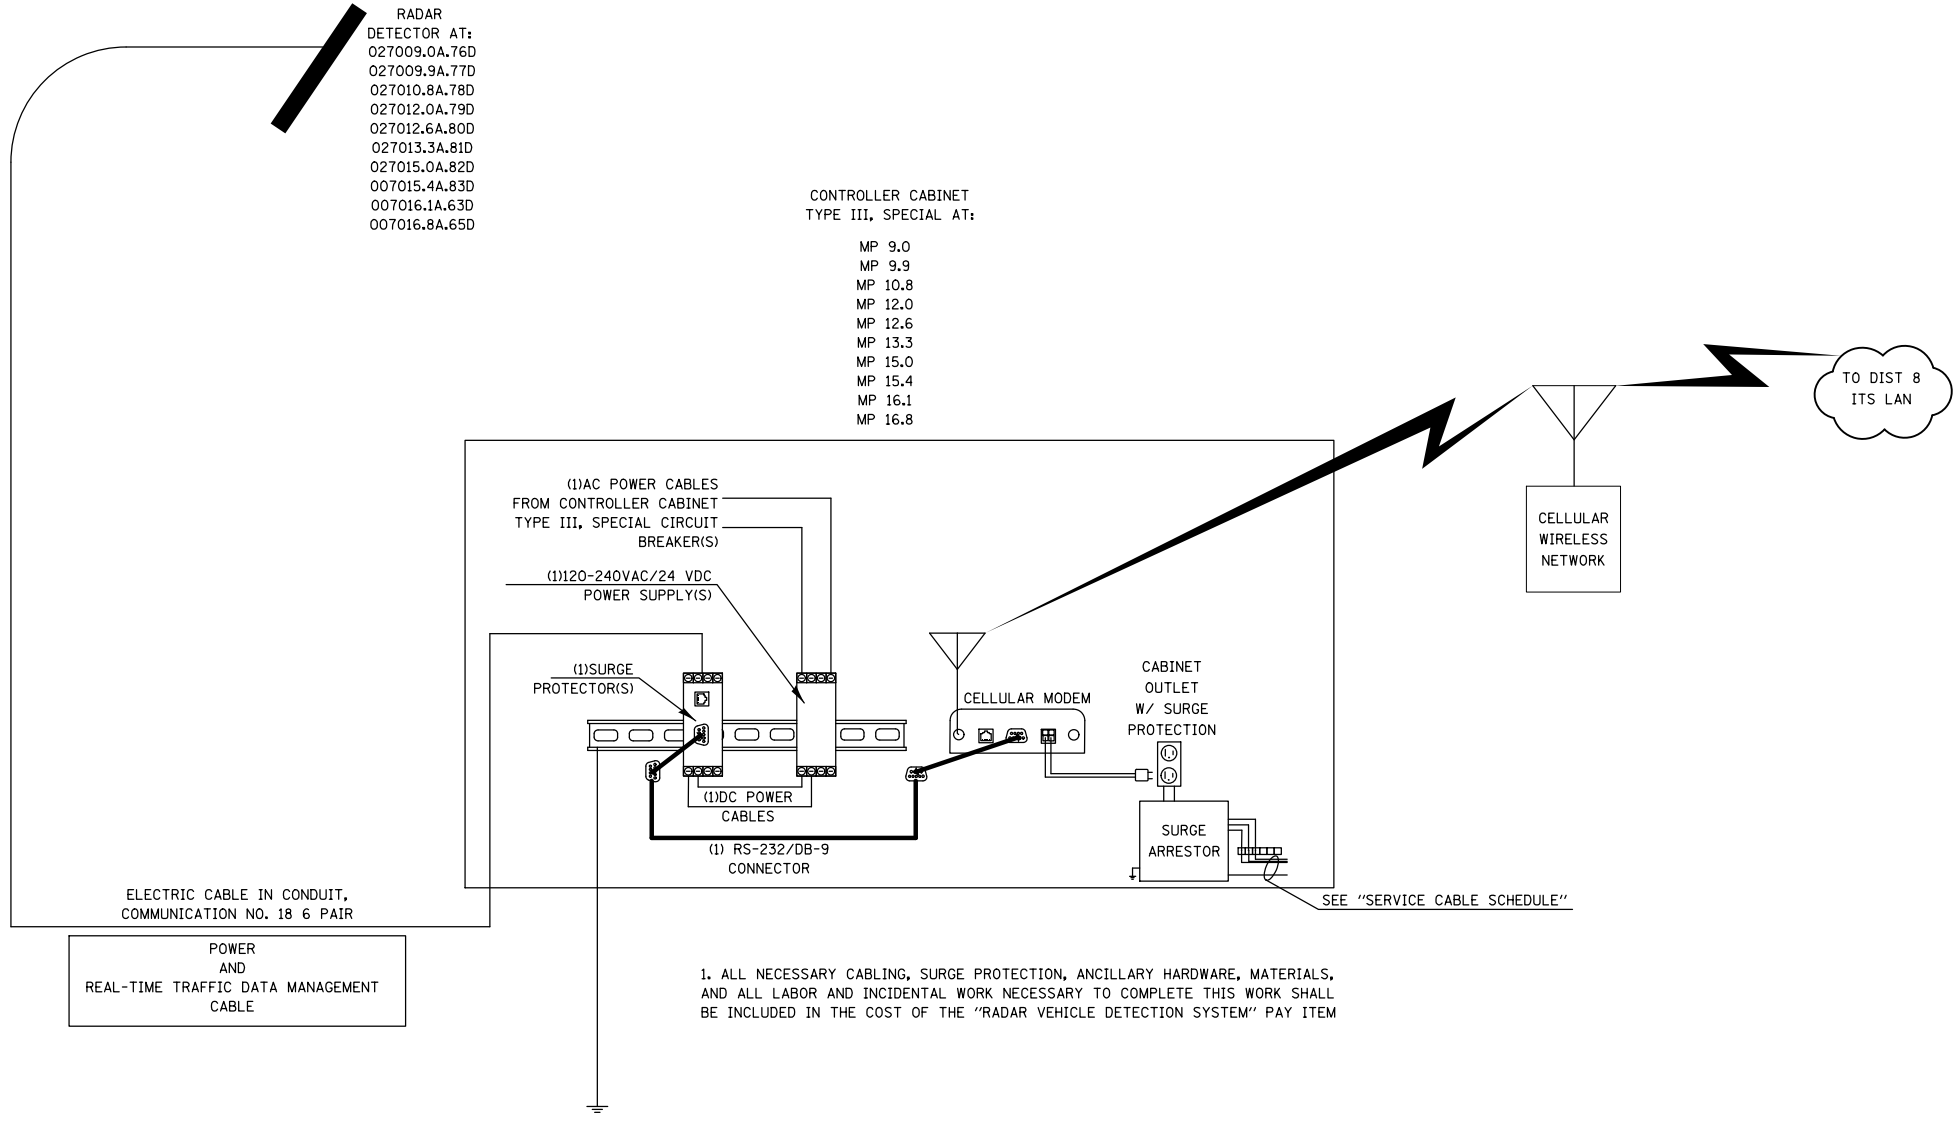 RADAR
DETECTOR AT:
027009.0A.76D
027009.9A.77D
027010.8A.78D
027012.0A.79D
027012.6A.80D
027013.3A.81D
027015.0A.82D
007015.4A.83D
007016.1A.63D
007016.8A.65D
CONTROLLER CABINET
TYPE III, SPECIAL AT:
MP 9.0
MP 9.9
MP 10.8
MP 12.0
MP 12.6
MP 13.3
MP 15.0
MP 15.4
MP 16.1
MP 16.8
TO DIST 8
ITS LAN
CELLULAR
WIRELESS
NETWORK
(1)AC POWER CABLES
FROM CONTROLLER CABINET
TYPE III, SPECIAL CIRCUIT
BREAKER(S)
(1)120-240VAC/24 VDC
POWER SUPPLY(S)
(1)SURGE
PROTECTOR(S)
CELLULAR MODEM
CABINET
OUTLET
W/ SURGE
PROTECTION
(1)DC POWER
CABLES
(1) RS-232/DB-9
CONNECTOR
SURGE
ARRESTOR
SEE "SERVICE CABLE SCHEDULE"
ELECTRIC CABLE IN CONDUIT,
COMMUNICATION NO. 18 6 PAIR
POWER
AND
REAL-TIME TRAFFIC DATA MANAGEMENT
CABLE
1. ALL NECESSARY CABLING, SURGE PROTECTION, ANCILLARY HARDWARE, MATERIALS,
AND ALL LABOR AND INCIDENTAL WORK NECESSARY TO COMPLETE THIS WORK SHALL
BE INCLUDED IN THE COST OF THE "RADAR VEHICLE DETECTION SYSTEM" PAY ITEM